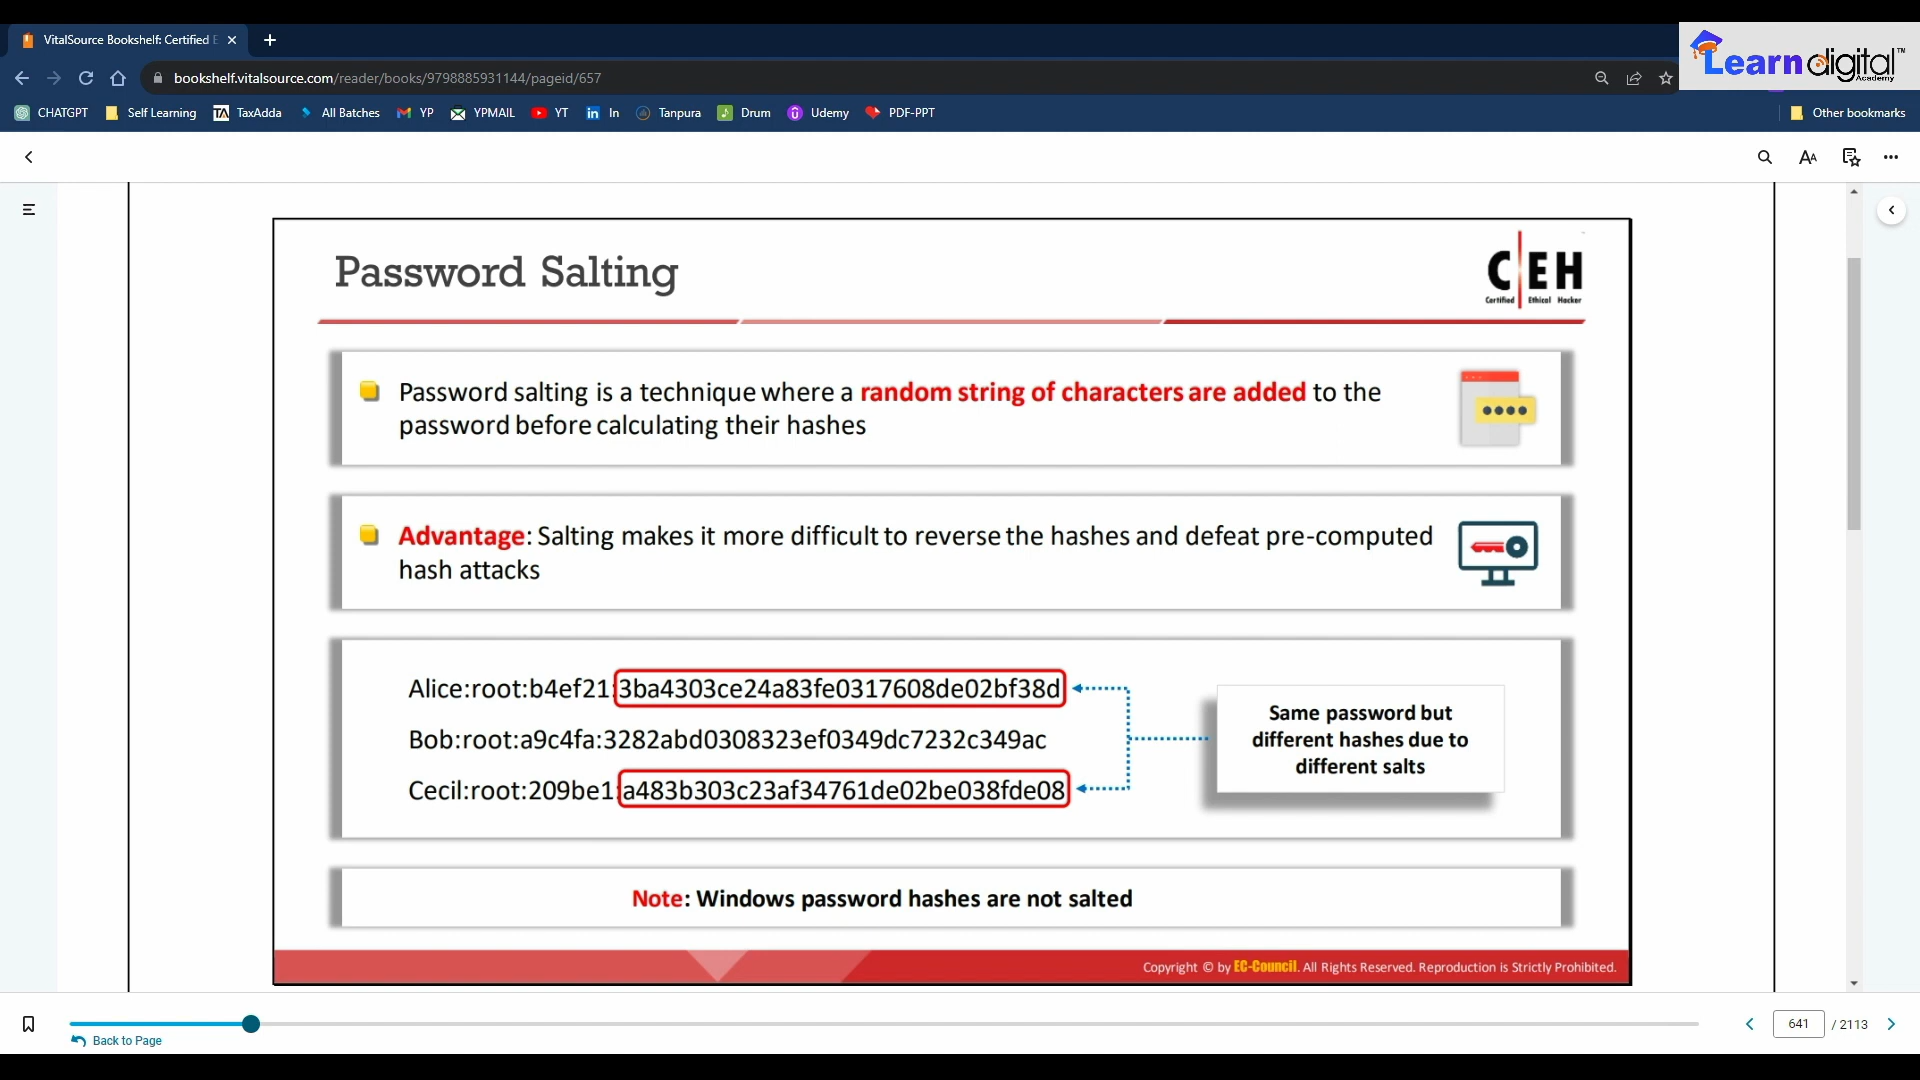 VitalSource Bookshelf: Certified E
Learn digital™
Academy
bookshelf.vitalsource.com/reader/books/9798885931144/pageid/657
CHATGPT Self Learning TA TaxAdda All Batches YP YPMAIL YT in In Tanpura Drum Udemy PDF-PPT Other bookmarks
Password Salting
C|EH
Certified Ethical Hacker
Password salting is a technique where a random string of characters are added to the
password before calculating their hashes
Advantage: Salting makes it more difficult to reverse the hashes and defeat pre-computed
hash attacks
Alice:root:b4ef21:3ba4303ce24a83fe0317608de02bf38d
Bob:root:a9c4fa:3282abd0308323ef0349dc7232c349ac
Cecil:root:209be1:a483b303c23af34761de02be038fde08
Same password but
different hashes due to
different salts
Note: Windows password hashes are not salted
Copyright © by EC-Council. All Rights Reserved. Reproduction is Strictly Prohibited.
641 / 2113
Back to Page